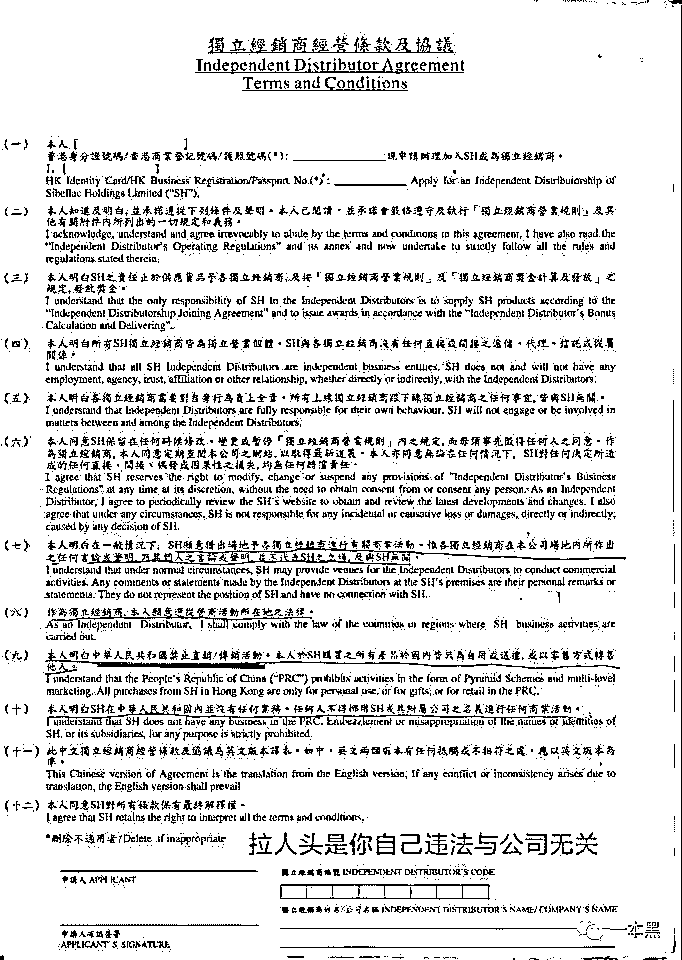 獨立經銷商經營條款及協議
Independent Distributor Agreement
Terms and Conditions
(一) 本人 [ ]
香港身分證號碼/香港商業登記號碼/護照號碼(*): 現申請辦理加入SH成為獨立經銷商。
I, [ ]
HK Identity Card/HK Business Registration/Passport No.(*): Apply for an Independent Distributorship of
Sibellac Holdings Limited ("SH").
(二) 本人知道及明白,並承諾遵從下列條件及聲明。本人已閱讀,並承諾會嚴格遵守及執行「獨立經銷商營業規則」及其
他有關附件內所列出的一切規定和義務。
I acknowledge, understand and agree irrevocably to abide by the terms and conditions in this agreement, I have also read the
"Independent Distributor's Operating Regulations" and its annex and now undertake to strictly follow all the rules and
regulations stated therein.
(三) 本人明白SH之責任止於供應貨品予各獨立經銷商,及按「獨立經銷商營業規則」及「獨立經銷商獎金計算及發放」之
規定,發放獎金。
I understand that the only responsibility of SH to the Independent Distributors is to supply SH products according to the
"Independent Distributorship Joining Agreement" and to issue awards in accordance with the "Independent Distributor's Bonus
Calculation and Delivering".
(四) 本人明白所有SH獨立經銷商皆為獨立營業個體。SH與各獨立經銷商沒有任何直接或間接之僱傭、代理、信託或從屬
關係。
I understand that all SH Independent Distributors are independent business entities. SH does not and will not have any
employment, agency, trust, affiliation or other relationship, whether directly or indirectly, with the Independent Distributors.
(五) 本人明白各獨立經銷商需要對自身行為負上全責。所有上線獨立經銷商跟下線獨立經銷商之任何事宜,皆與SH無關。
I understand that Independent Distributors are fully responsible for their own behaviour. SH will not engage or be involved in
matters between and among the Independent Distributors.
(六) 本人同意SH保留在任何時候修改、變更或暫停「獨立經銷商營業規則」內之規定,而毋須事先取得任何人之同意。作
為獨立經銷商,本人同意定期查閱本公司之網站,以取得最新進展。本人亦同意無論在任何情況下,SH對任何決定所造
成的任何直接、間接、偶發或因果性之損失,均無任何賠償責任。
I agree that SH reserves the right to modify, change or suspend any provisions of "Independent Distributor's Business
Regulations" at any time at its discretion, without the need to obtain consent from or consent any person. As an Independent
Distributor, I agree to periodically review the SH's website to obtain and review the latest developments and changes. I also
agree that under any circumstances, SH is not responsible for any incidental or causative loss or damages, directly or indirectly,
caused by any decision of SH.
(七) 本人明白在一般情況下,SH願意借出場地予各獨立經銷商進行有關商業活動。惟各獨立經銷商在本公司場地內所作出
之任何言論或聲明,乃其個人之言論或聲明,並不代表SH之立場,及與SH無關。
I understand that under normal circumstances, SH may provide venues for the Independent Distributors to conduct commercial
activities. Any comments or statements made by the Independent Distributors at the SH's premises are their personal remarks or
statements. They do not represent the position of SH and have no connection with SH.
(八) 作為獨立經銷商,本人願意遵從營商活動所在地之法律。
As an Independent Distributor, I shall comply with the law of the countries or regions where SH business activities are
carried out.
(九) 本人明白中華人民共和國禁止直銷/傳銷活動。本人於SH購買之所有產品於國內皆只為自用或送禮,或以零售方式轉售
他人。
I understand that the People's Republic of China ("PRC") prohibits activities in the form of Pyramid Schemes and multi-level
marketing. All purchases from SH in Hong Kong are only for personal use, or for gifts, or for retail in the PRC.
(十) 本人明白SH在中華人民共和國內並沒有任何業務。任何人不得挪用SH或其附屬公司之名義進行任何商業活動。
I understand that SH does not have any business in the PRC. Embezzlement or misappropriation of the names or identities of
SH, or its subsidiaries, for any purpose is strictly prohibited.
(十一) 此中文獨立經銷商經營條款及協議為英文版本譯本。如中、英文兩個版本有任何抵觸或不相符之處,應以英文版本為
準。
This Chinese version of Agreement is the translation from the English version. If any conflict or inconsistency arises due to
translation, the English version shall prevail
(十二) 本人同意SH對所有條款保有最終解釋權。
I agree that SH retains the right to interpret all the terms and conditions.
*刪除不適用者/Delete if inappropriate
拉人头是你自己违法与公司无关
申請人 APPLICANT
獨立經銷商編號 INDEPENDENT DISTRIBUTOR'S CODE
獨立經銷商姓名/公司名稱 INDEPENDENT DISTRIBUTOR'S NAME/ COMPANY'S NAME
申請人確認簽署
APPLICANT'S SIGNATURE
一本黑